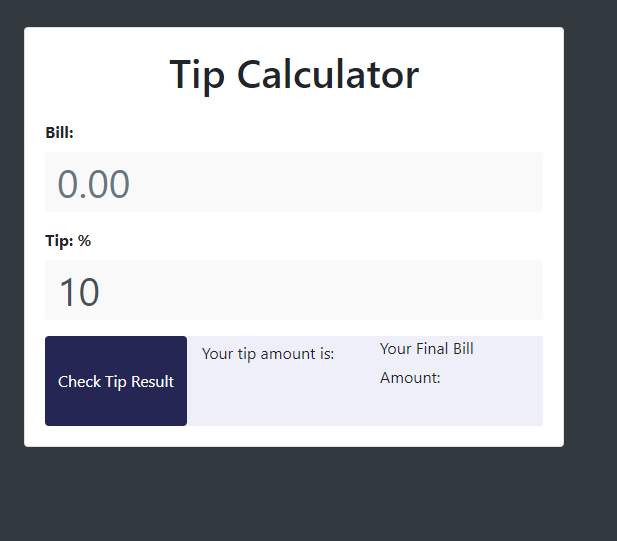 Tip Calculator
Bill:
0.00
Tip: %
10
Check Tip Result
Your tip amount is:
Your Final Bill
Amount: